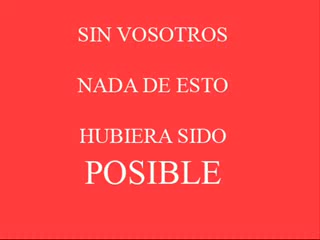 SIN VOSOTROS
NADA DE ESTO
HUBIERA SIDO
POSIBLE